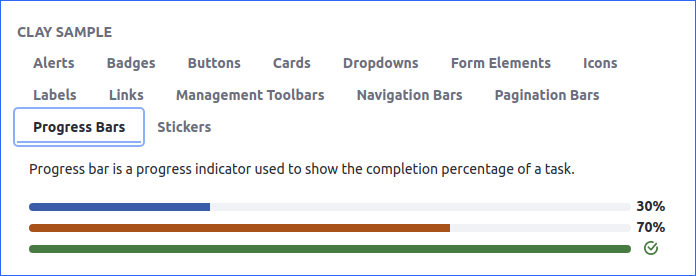 CLAY SAMPLE
Alerts Badges Buttons Cards Dropdowns Form Elements Icons
Labels Links Management Toolbars Navigation Bars Pagination Bars
Progress Bars Stickers
Progress bar is a progress indicator used to show the completion percentage of a task.
30%
70%